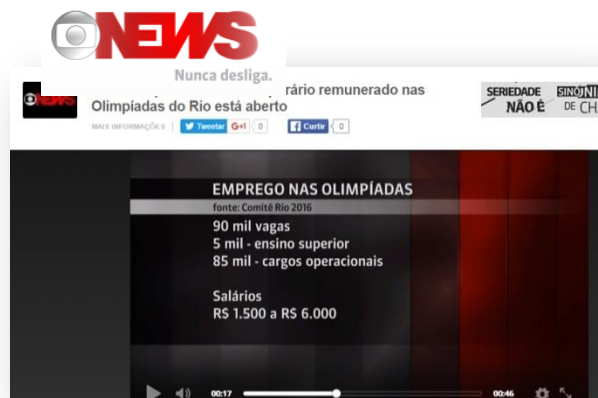 NEWS
Nunca desliga.
rário remunerado nas
Olimpíadas do Rio está aberto
MAIS INFORMAÇÕES
Tweetar G+1 0 Curtir 0
NEWS
SERIEDADE
NÃO É
SINÔNI
DE CH
EMPREGO NAS OLIMPÍADAS
fonte: Comitê Rio 2016
90 mil vagas
5 mil - ensino superior
85 mil - cargos operacionais
Salários
R$ 1.500 a R$ 6.000
00:17 00:46